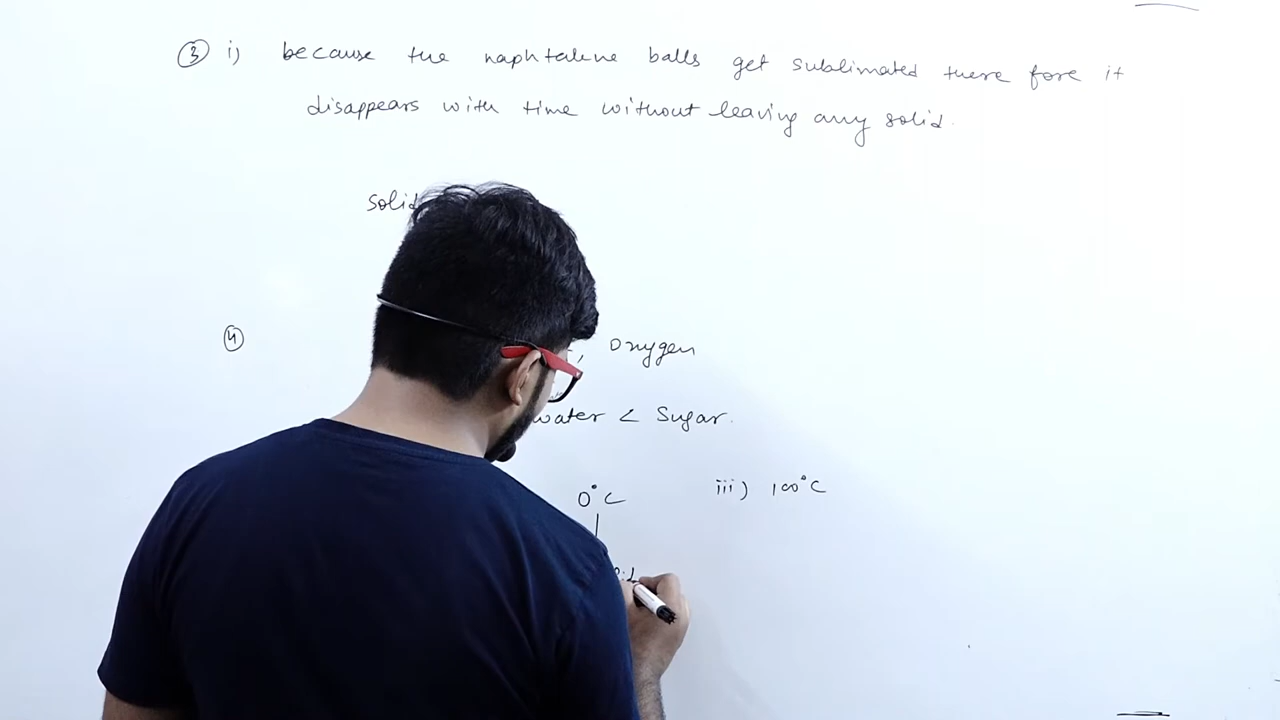 ③ i) because the naphtalene balls get sublimated there fore it
disappears with time without leaving any solid.
solid
④
, Oxygen
water < Sugar.
0°C iii) 100°C